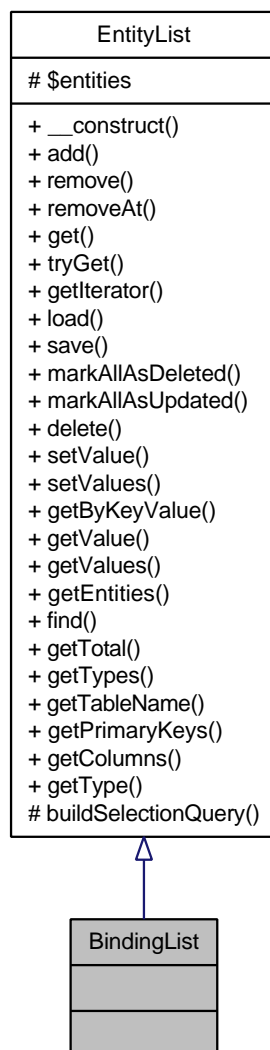 EntityList
# $entities
+ __construct()
+ add()
+ remove()
+ removeAt()
+ get()
+ tryGet()
+ getIterator()
+ load()
+ save()
+ markAllAsDeleted()
+ markAllAsUpdated()
+ delete()
+ setValue()
+ setValues()
+ getByKeyValue()
+ getValue()
+ getValues()
+ getEntities()
+ find()
+ getTotal()
+ getTypes()
+ getTableName()
+ getPrimaryKeys()
+ getColumns()
+ getType()
# buildSelectionQuery()
BindingList